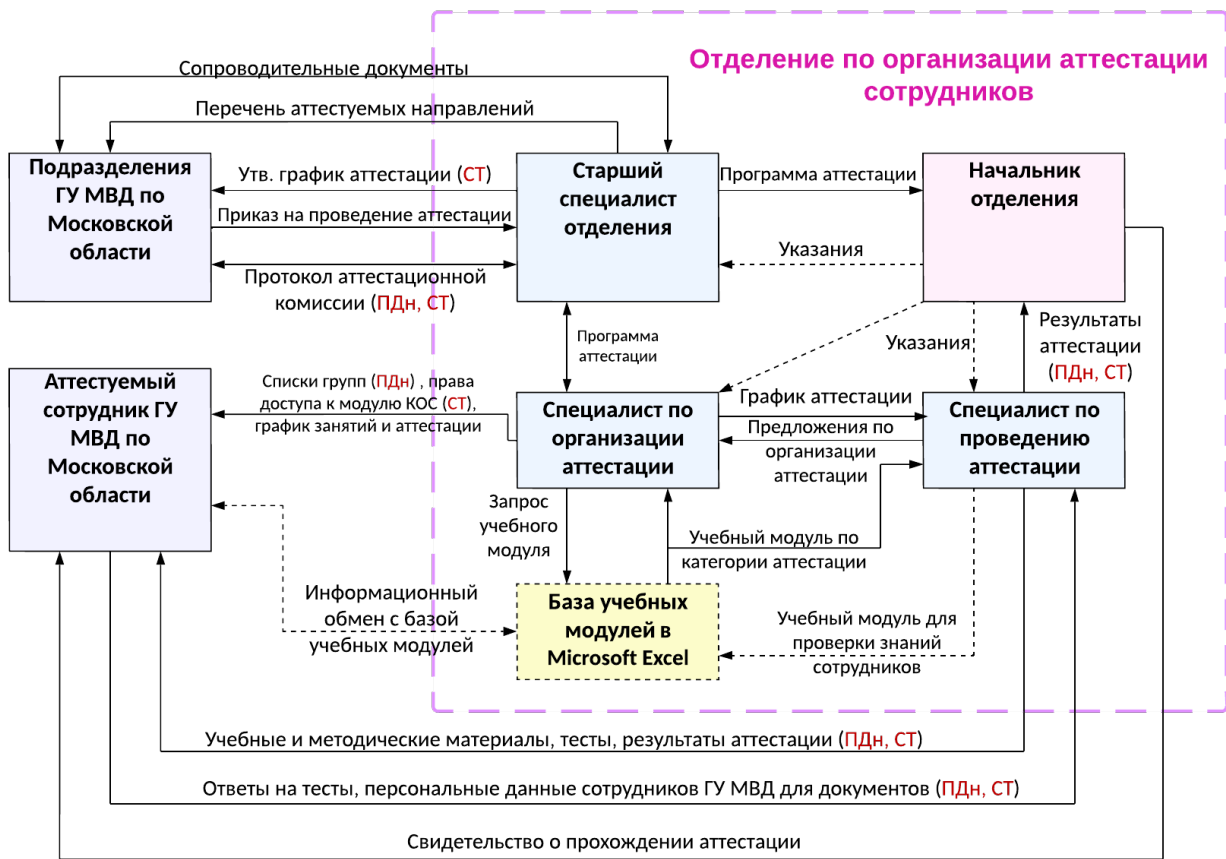 Отделение по организации аттестации
сотрудников
Сопроводительные документы
Перечень аттестуемых направлений
Подразделения
ГУ МВД по
Московской
области
Утв. график аттестации (СТ)
Приказ на проведение аттестации
Протокол аттестационной
комиссии (ПДн, СТ)
Старший
специалист
отделения
Программа аттестации
Указания
Начальник
отделения
Программа
аттестации
Указания
Результаты
аттестации
(ПДн, СТ)
Аттестуемый
сотрудник ГУ
МВД по
Московской
области
Списки групп (ПДн) , права
доступа к модулю КОС (СТ),
график занятий и аттестации
Специалист по
организации
аттестации
График аттестации
Предложения по
организации
аттестации
Специалист по
проведению
аттестации
Запрос
учебного
модуля
Учебный модуль по
категории аттестации
Информационный
обмен с базой
учебных модулей
База учебных
модулей в
Microsoft Excel
Учебный модуль для
проверки знаний
сотрудников
Учебные и методические материалы, тесты, результаты аттестации (ПДн, СТ)
Ответы на тесты, персональные данные сотрудников ГУ МВД для документов (ПДн, СТ)
Свидетельство о прохождении аттестации